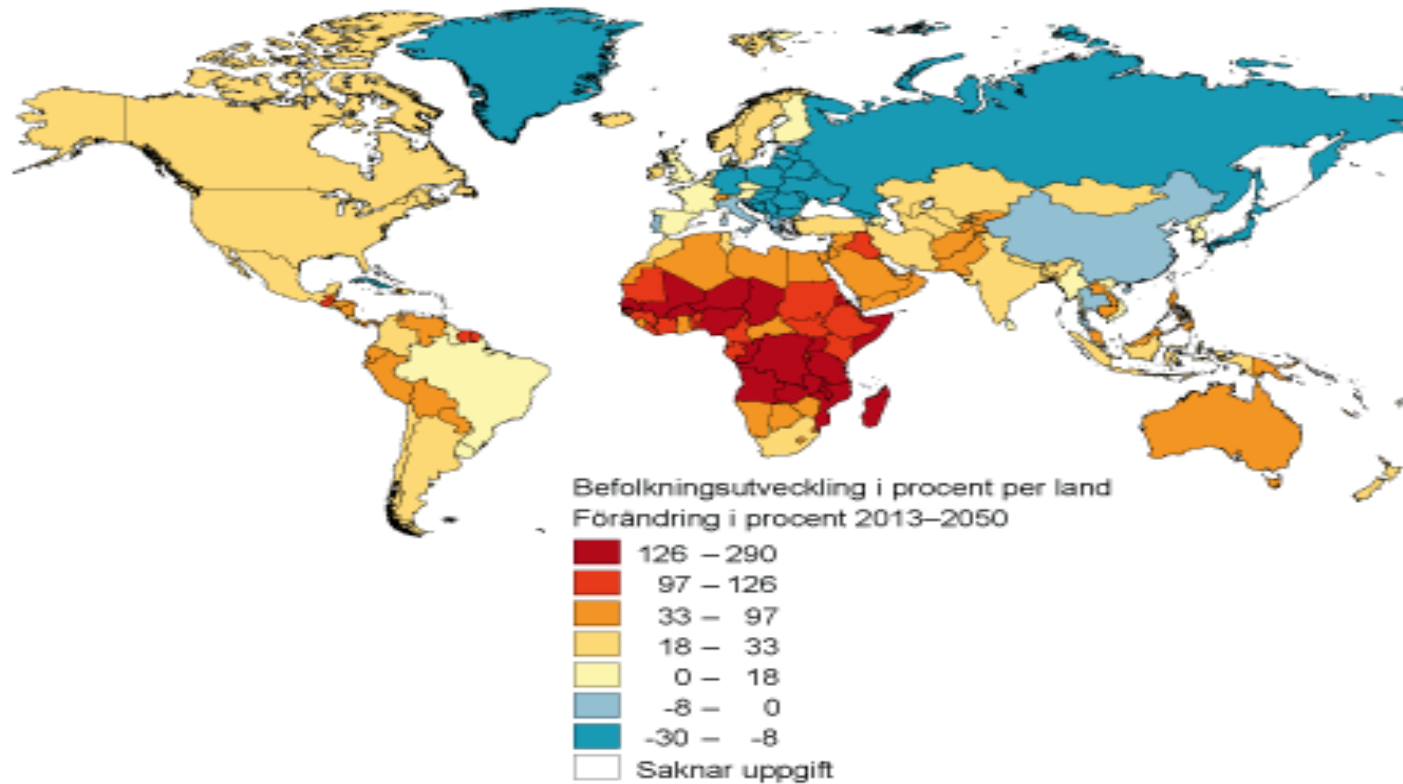 Befolkningsutveckling i procent per land
Förändring i procent 2013–2050
126 – 290
97 – 126
33 – 97
18 – 33
0 – 18
-8 – 0
-30 – -8
Saknar uppgift